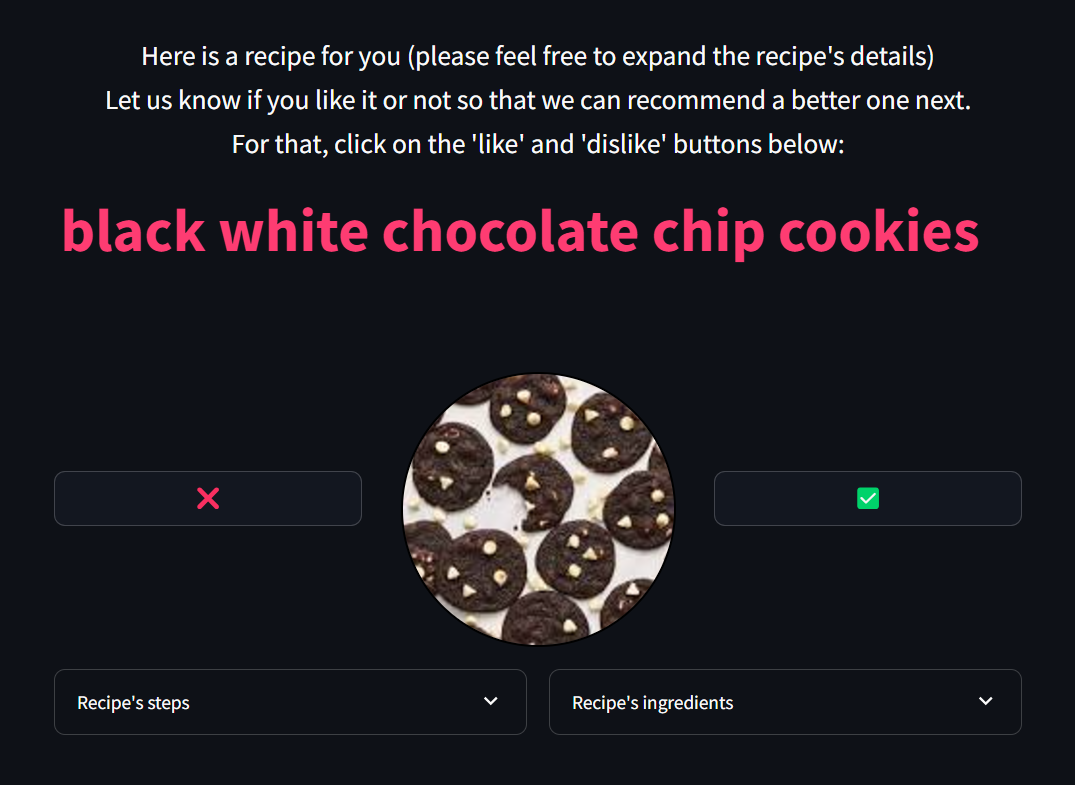 Here is a recipe for you (please feel free to expand the recipe's details)
Let us know if you like it or not so that we can recommend a better one next.
For that, click on the 'like' and 'dislike' buttons below:
black white chocolate chip cookies
Recipe's steps
Recipe's ingredients